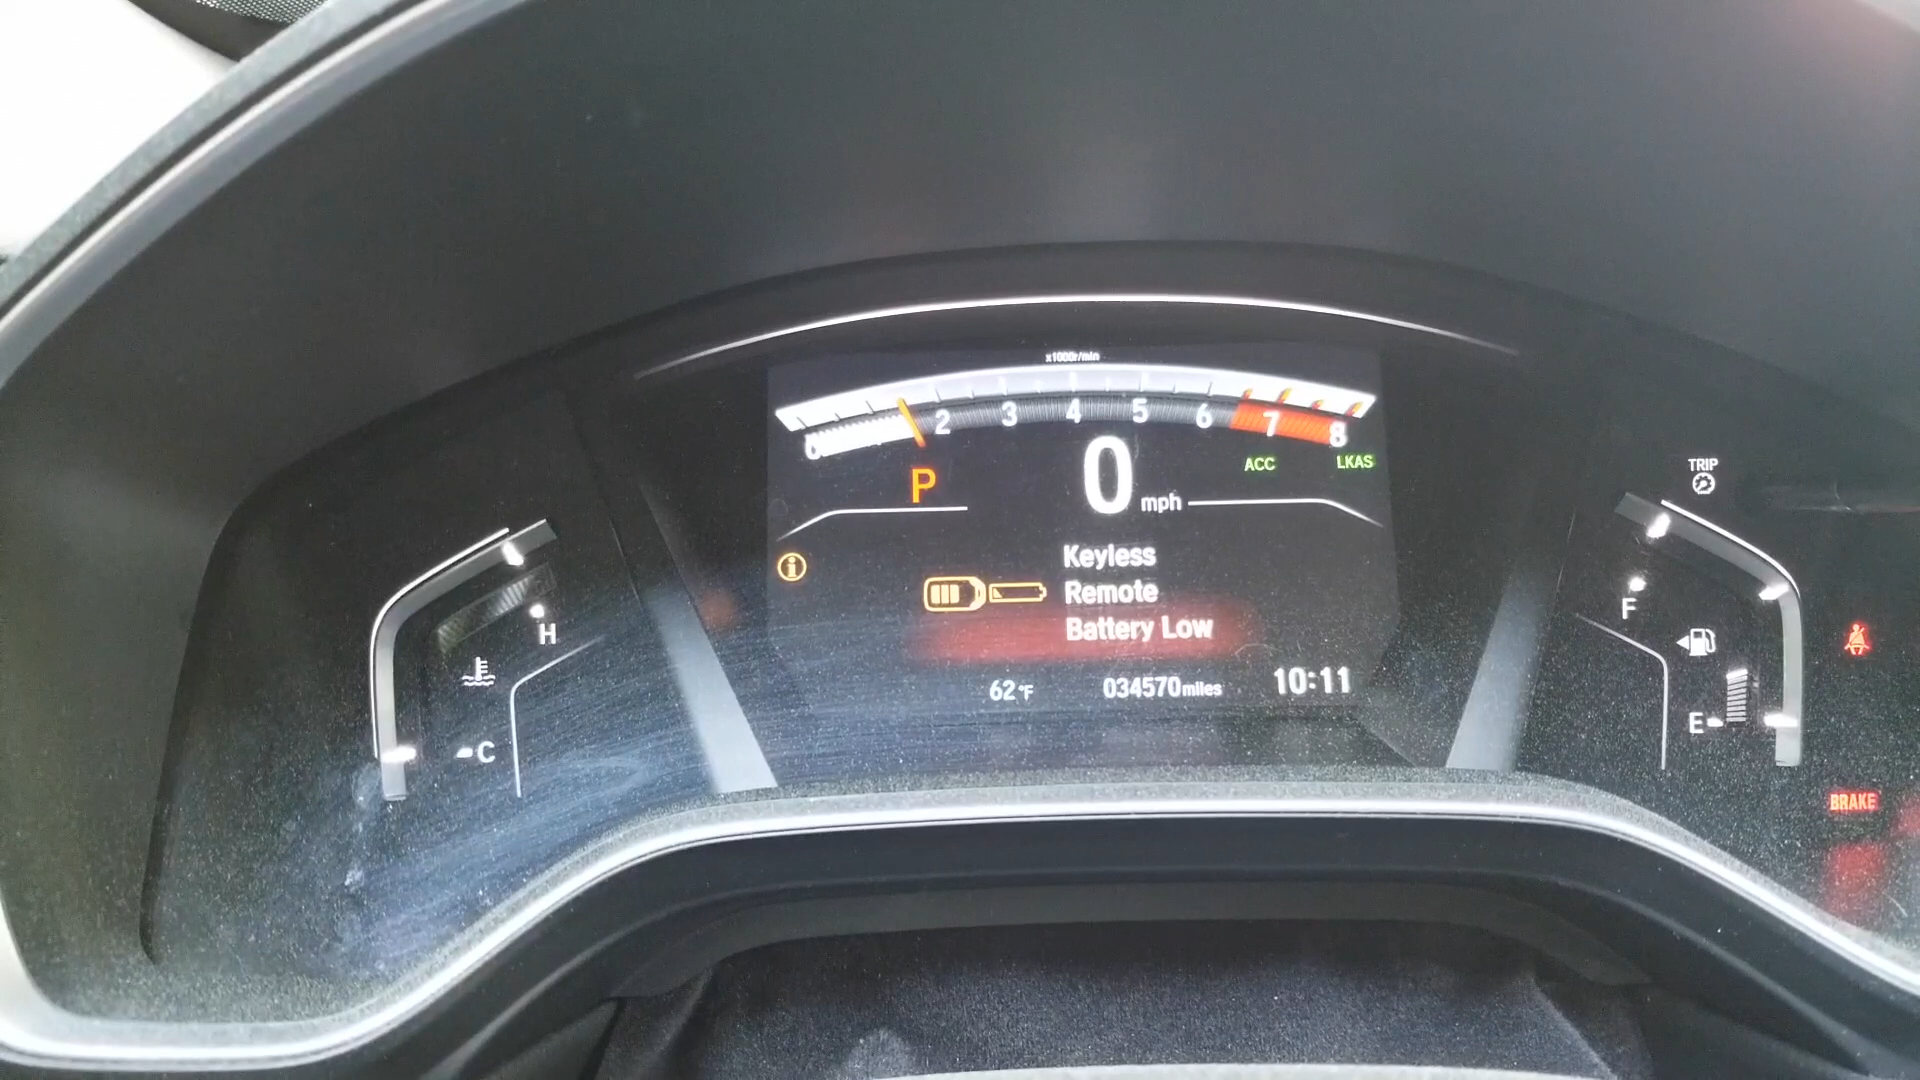 x1000r/min
0 2 3 4 5 6 7 8
P 0 mph ACC LKAS
Keyless
Remote
Battery Low
62°F 034570miles 10:11
H
C
TRIP
F
E
BRAKE